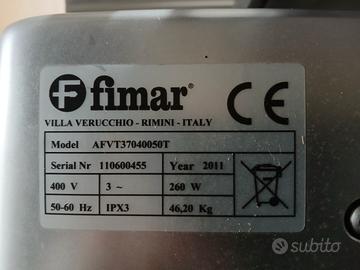 fimar®
CE
VILLA VERUCCHIO - RIMINI - ITALY
Model AFVT37040050T
Serial Nr 110600455 Year 2011
400 V 3 ~ 260 W
50-60 Hz IPX3 46,20 Kg
subito